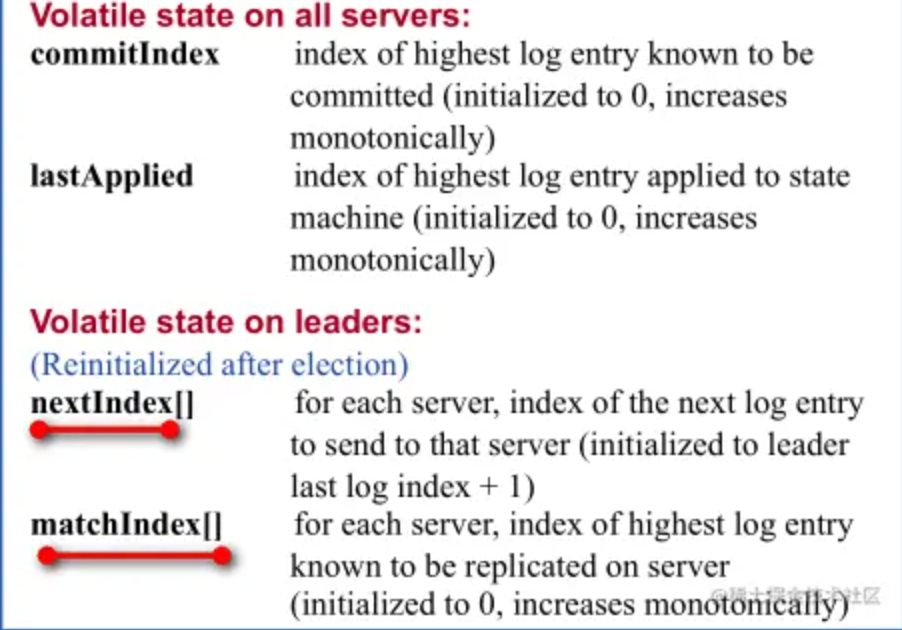 Volatile state on all servers:
commitIndex index of highest log entry known to be
committed (initialized to 0, increases
monotonically)
lastApplied index of highest log entry applied to state
machine (initialized to 0, increases
monotonically)
Volatile state on leaders:
(Reinitialized after election)
nextIndex[] for each server, index of the next log entry
to send to that server (initialized to leader
last log index + 1)
matchIndex[] for each server, index of highest log entry
known to be replicated on server
(initialized to 0, increases monotonically)
@稀土掘金技术社区